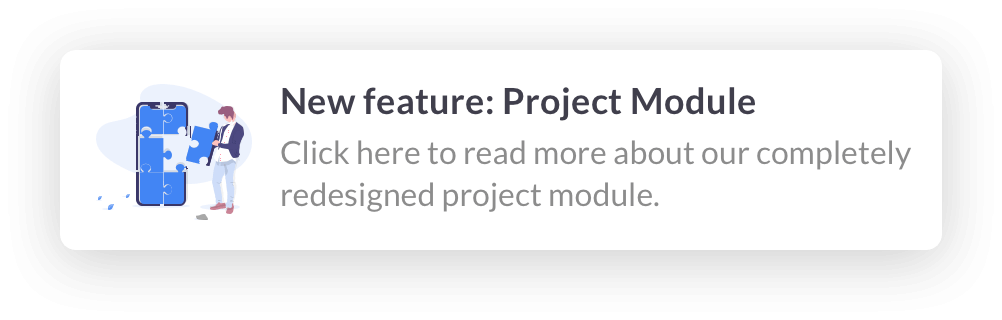 New feature: Project Module
Click here to read more about our completely
redesigned project module.